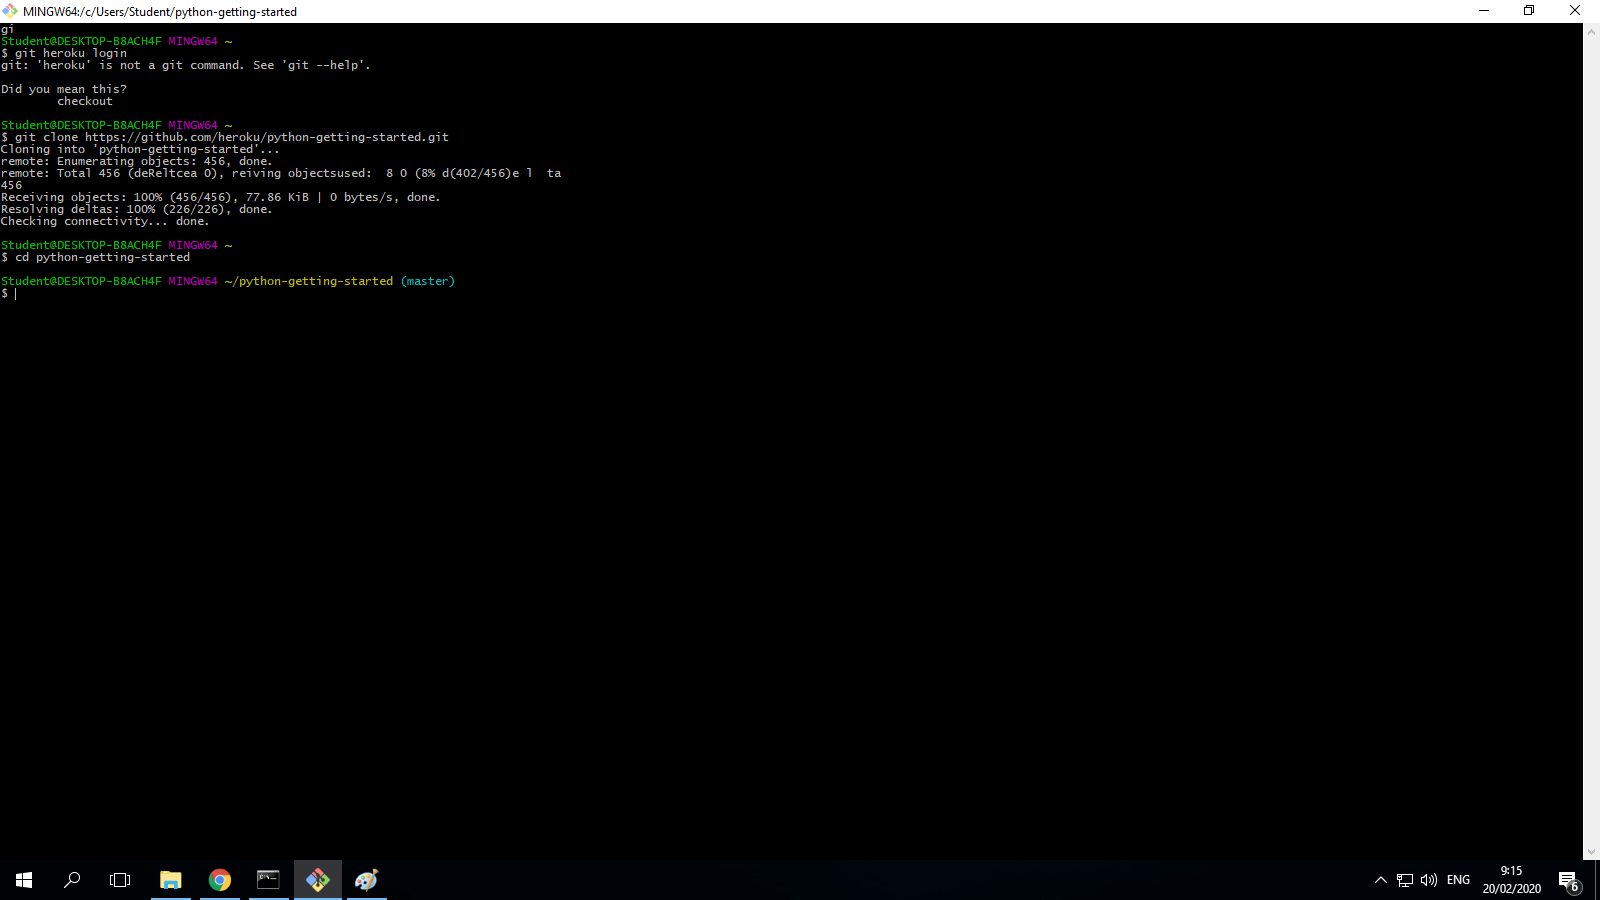 MINGW64:/c/Users/Student/python-getting-started
gi
Student@DESKTOP-B8ACH4F MINGW64 ~
$ git heroku login
git: 'heroku' is not a git command. See 'git --help'.
Did you mean this?
checkout
Student@DESKTOP-B8ACH4F MINGW64 ~
$ git clone https://github.com/heroku/python-getting-started.git
Cloning into 'python-getting-started'...
remote: Enumerating objects: 456, done.
remote: Total 456 (deReltcea 0), reiving objectsused:  8 0 (8% d(402/456)e l  ta
456
Receiving objects: 100% (456/456), 77.86 KiB | 0 bytes/s, done.
Resolving deltas: 100% (226/226), done.
Checking connectivity... done.
Student@DESKTOP-B8ACH4F MINGW64 ~
$ cd python-getting-started
Student@DESKTOP-B8ACH4F MINGW64 ~/python-getting-started (master)
$
ENG
9:15
20/02/2020
6